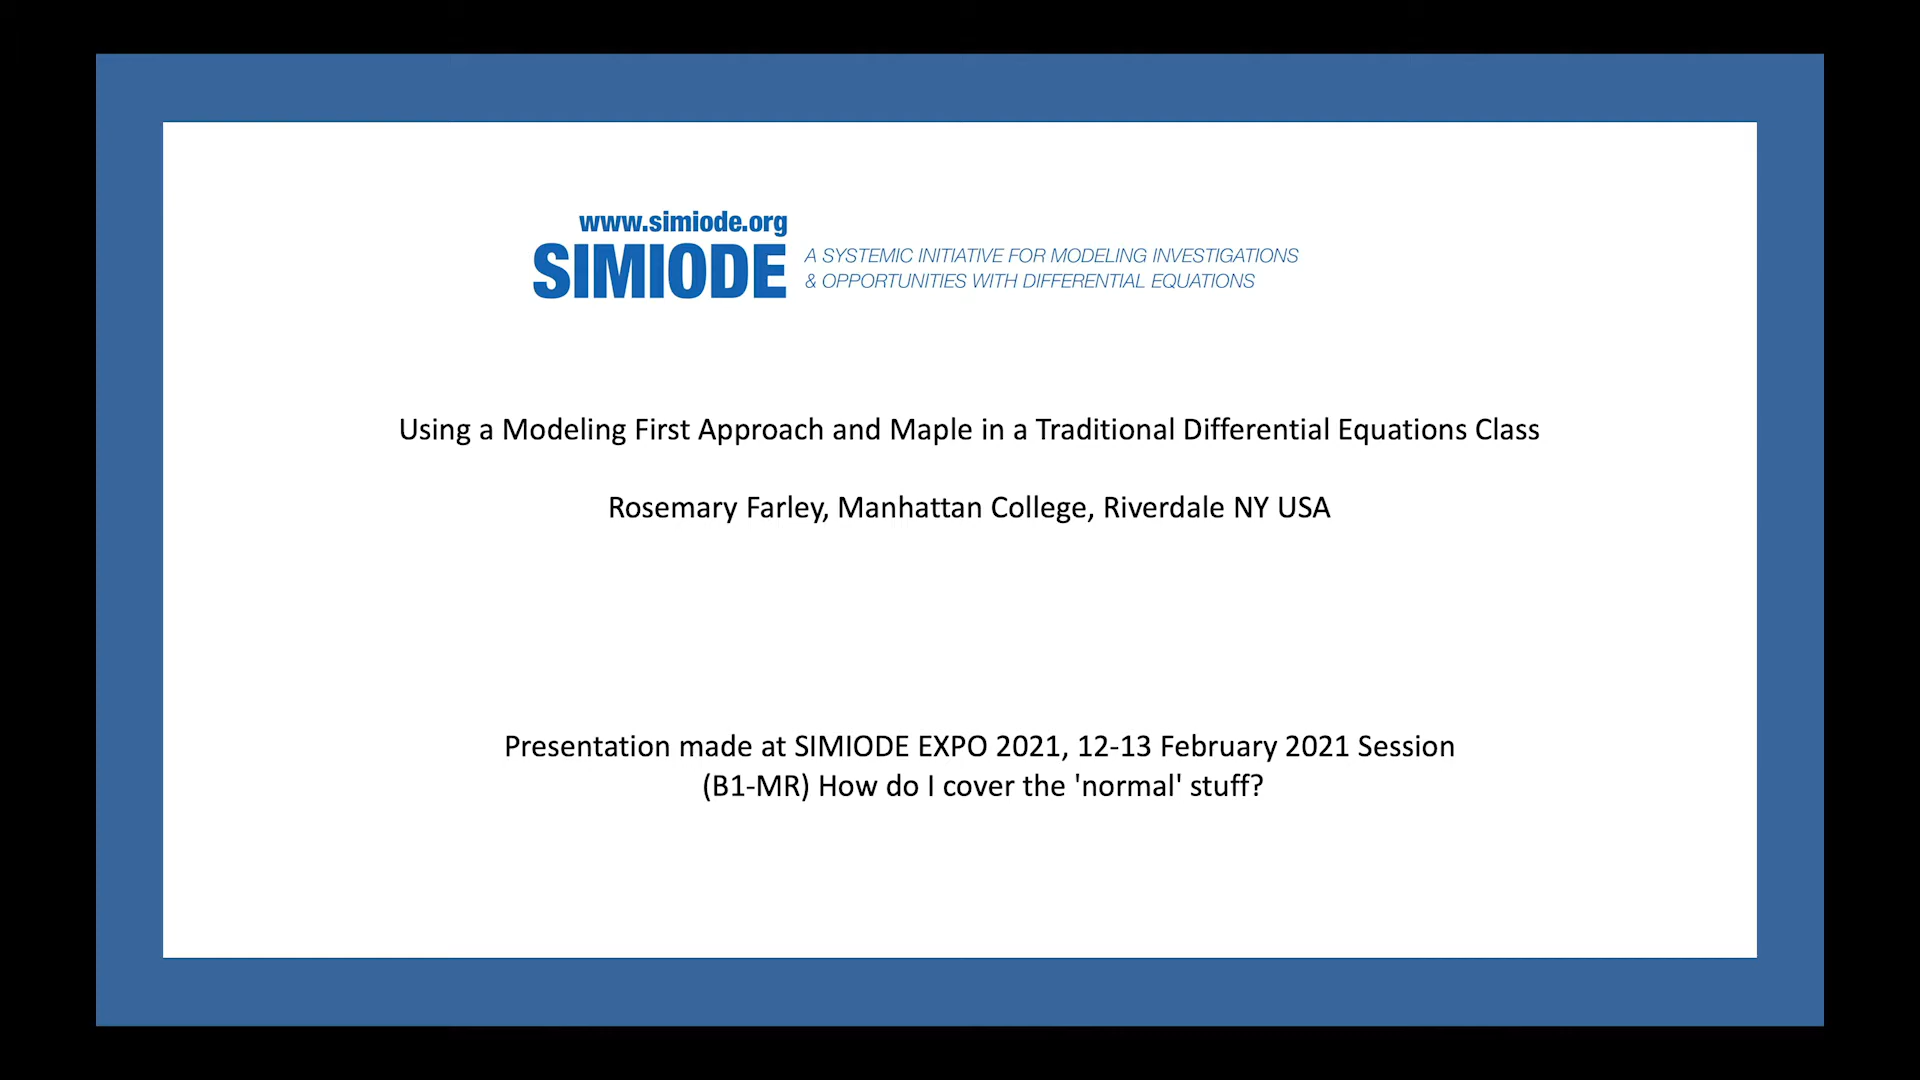 www.simiode.org
SIMIODE
A SYSTEMIC INITIATIVE FOR MODELING INVESTIGATIONS
& OPPORTUNITIES WITH DIFFERENTIAL EQUATIONS
Using a Modeling First Approach and Maple in a Traditional Differential Equations Class
Rosemary Farley, Manhattan College, Riverdale NY USA
Presentation made at SIMIODE EXPO 2021, 12-13 February 2021 Session
(B1-MR) How do I cover the 'normal' stuff?